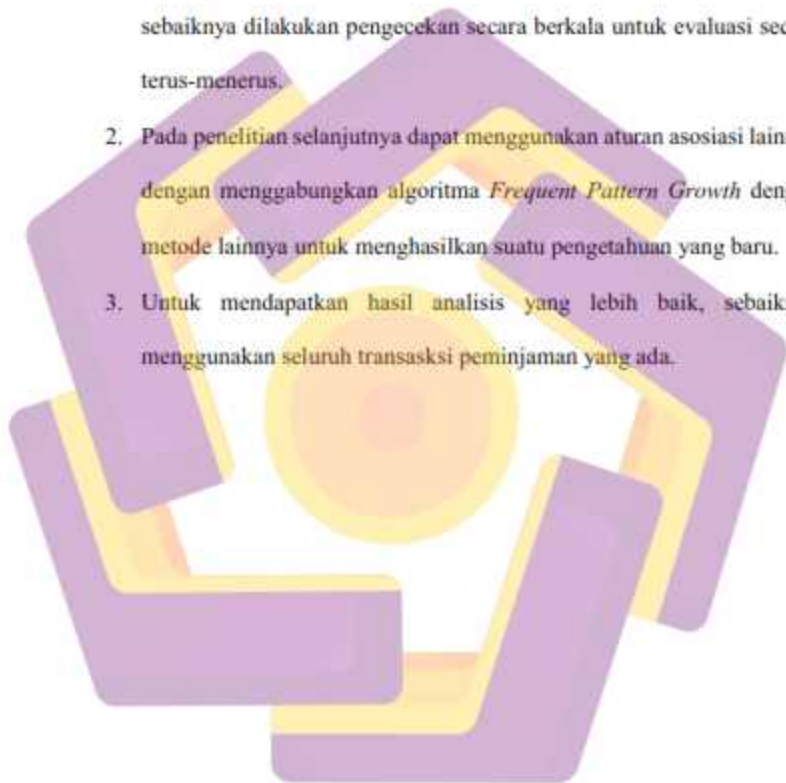 sebaiknya dilakukan pengecekan secara berkala untuk evaluasi sec
terus-menerus.
2. Pada penelitian selanjutnya dapat menggunakan aturan asosiasi lain
dengan menggabungkan algoritma Frequent Pattern Growth deng
metode lainnya untuk menghasilkan suatu pengetahuan yang baru.
3. Untuk mendapatkan hasil analisis yang lebih baik, sebaik
menggunakan seluruh transasksi peminjaman yang ada.